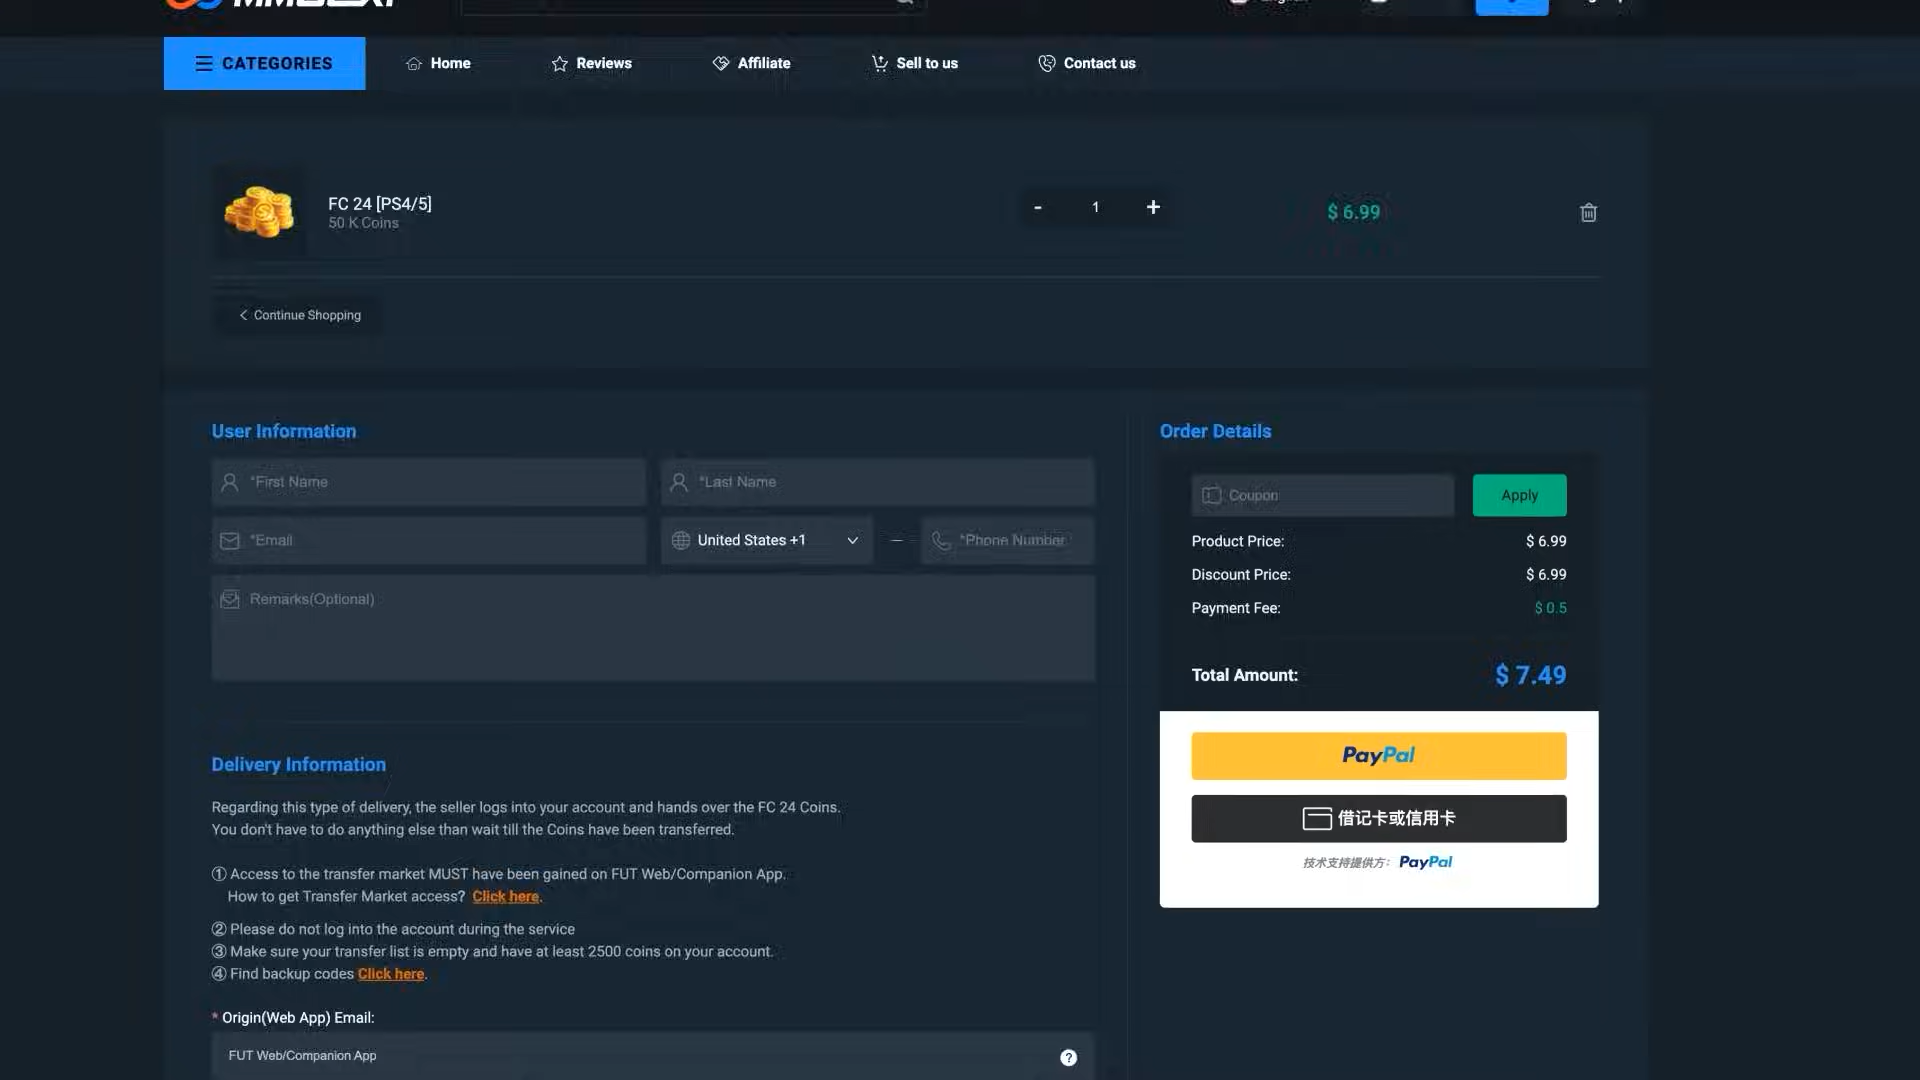 CATEGORIES
Home
Reviews
Affiliate
Sell to us
Contact us
FC 24 [PS4/5]
50 K Coins
- 1 +
$ 6.99
Continue Shopping
User Information
*First Name
*Last Name
*Email
United States +1
*Phone Number
Remarks(Optional)
Order Details
Coupon
Apply
Product Price: $ 6.99
Discount Price: $ 6.99
Payment Fee: $ 0.5
Total Amount: $ 7.49
PayPal
借记卡或信用卡
技术支持提供方: PayPal
Delivery Information
Regarding this type of delivery, the seller logs into your account and hands over the FC 24 Coins.
You don't have to do anything else than wait till the Coins have been transferred.
① Access to the transfer market MUST have been gained on FUT Web/Companion App.
How to get Transfer Market access? Click here.
② Please do not log into the account during the service
③ Make sure your transfer list is empty and have at least 2500 coins on your account.
④ Find backup codes Click here.
* Origin(Web App) Email:
FUT Web/Companion App
?